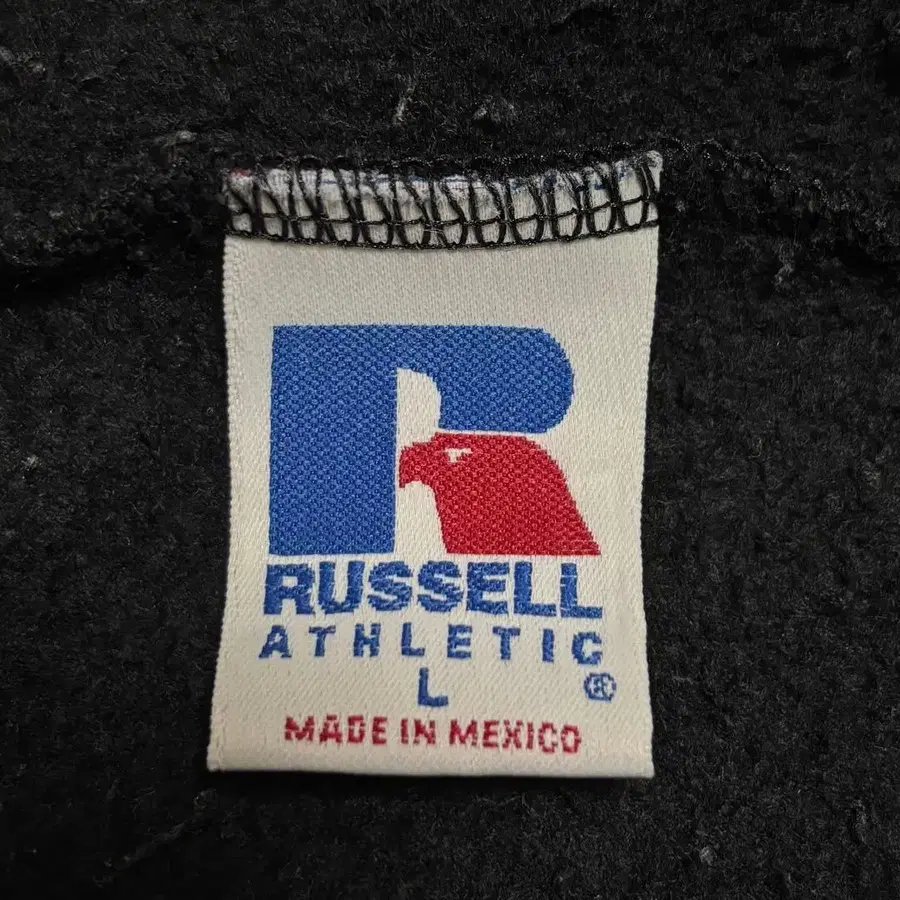 RUSSELL
ATHLETIC
L ®
MADE IN MEXICO